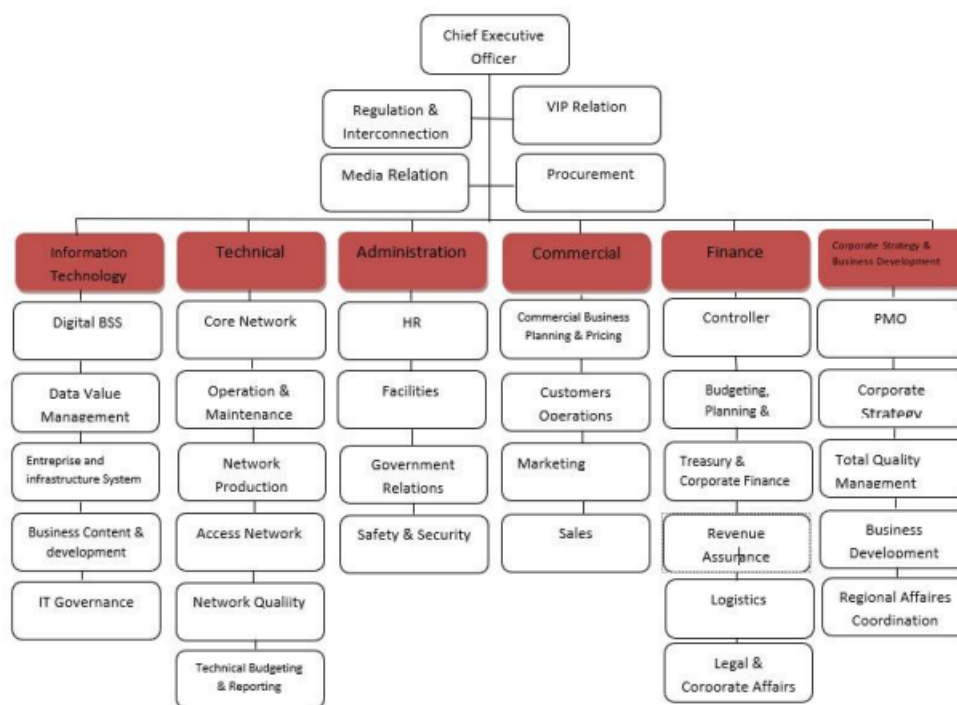 Chief Executive
Officer
Regulation &
Interconnection
VIP Relation
Media Relation
Procurement
Information
Technology
Technical
Administration
Commercial
Finance
Corporate Strategy &
Business Development
Digital BSS
Core Network
HR
Commercial Business
Planning & Pricing
Controller
PMO
Data Value
Management
Operation &
Maintenance
Facilities
Customers
Operations
Budgeting,
Planning &
Corporate
Strategy
Entreprise and
infrastructure System
Network
Production
Government
Relations
Marketing
Treasury &
Corporate Finance
Total Quality
Management
Business Content &
development
Access Network
Safety & Security
Sales
Revenue
Assurance
Business
Development
IT Governance
Network Qualiity
Logistics
Regional Affaires
Coordination
Technical Budgeting
& Reporting
Legal &
Corporate Affairs